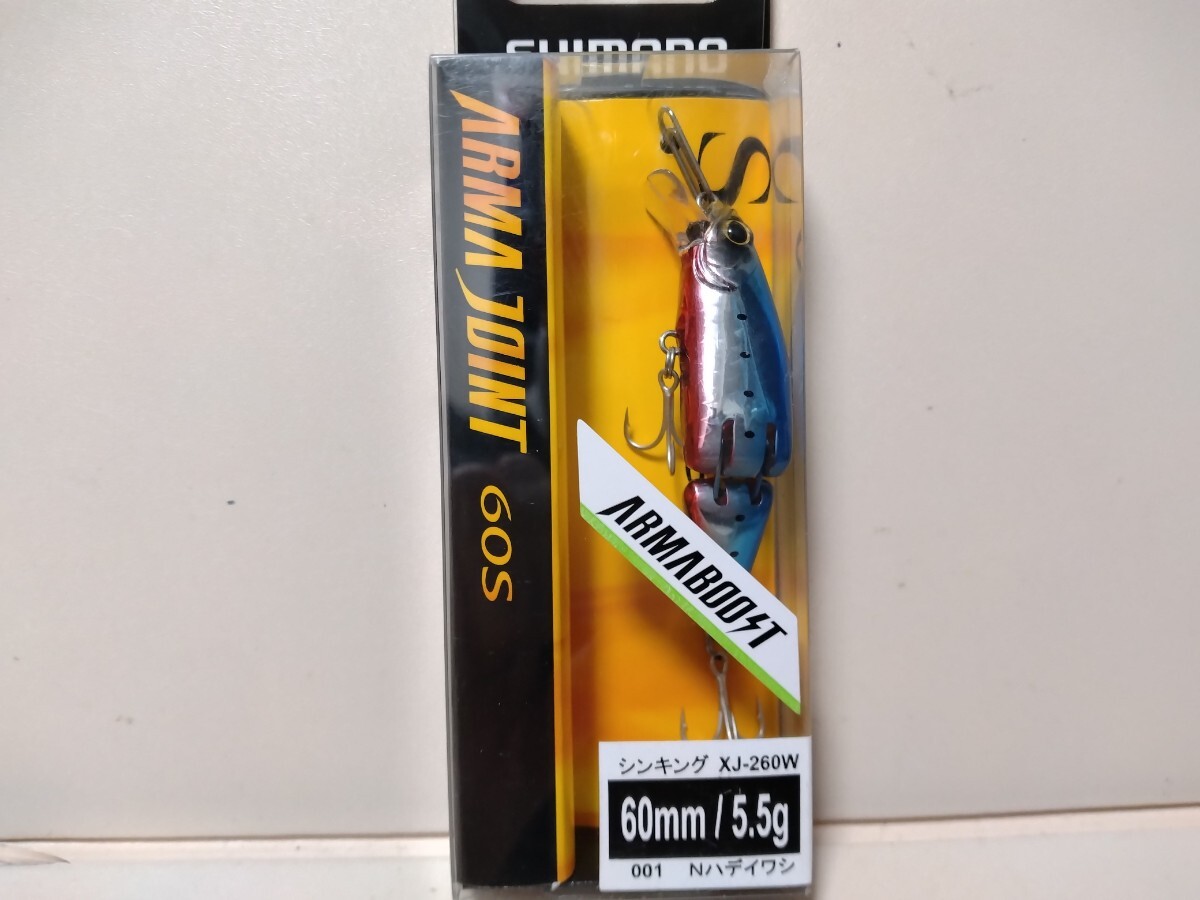 SHIMANO
ARMA JOINT 60S
S
ARMABOOST
シンキング XJ-260W
60mm / 5.5g
001 Nハデイワシ